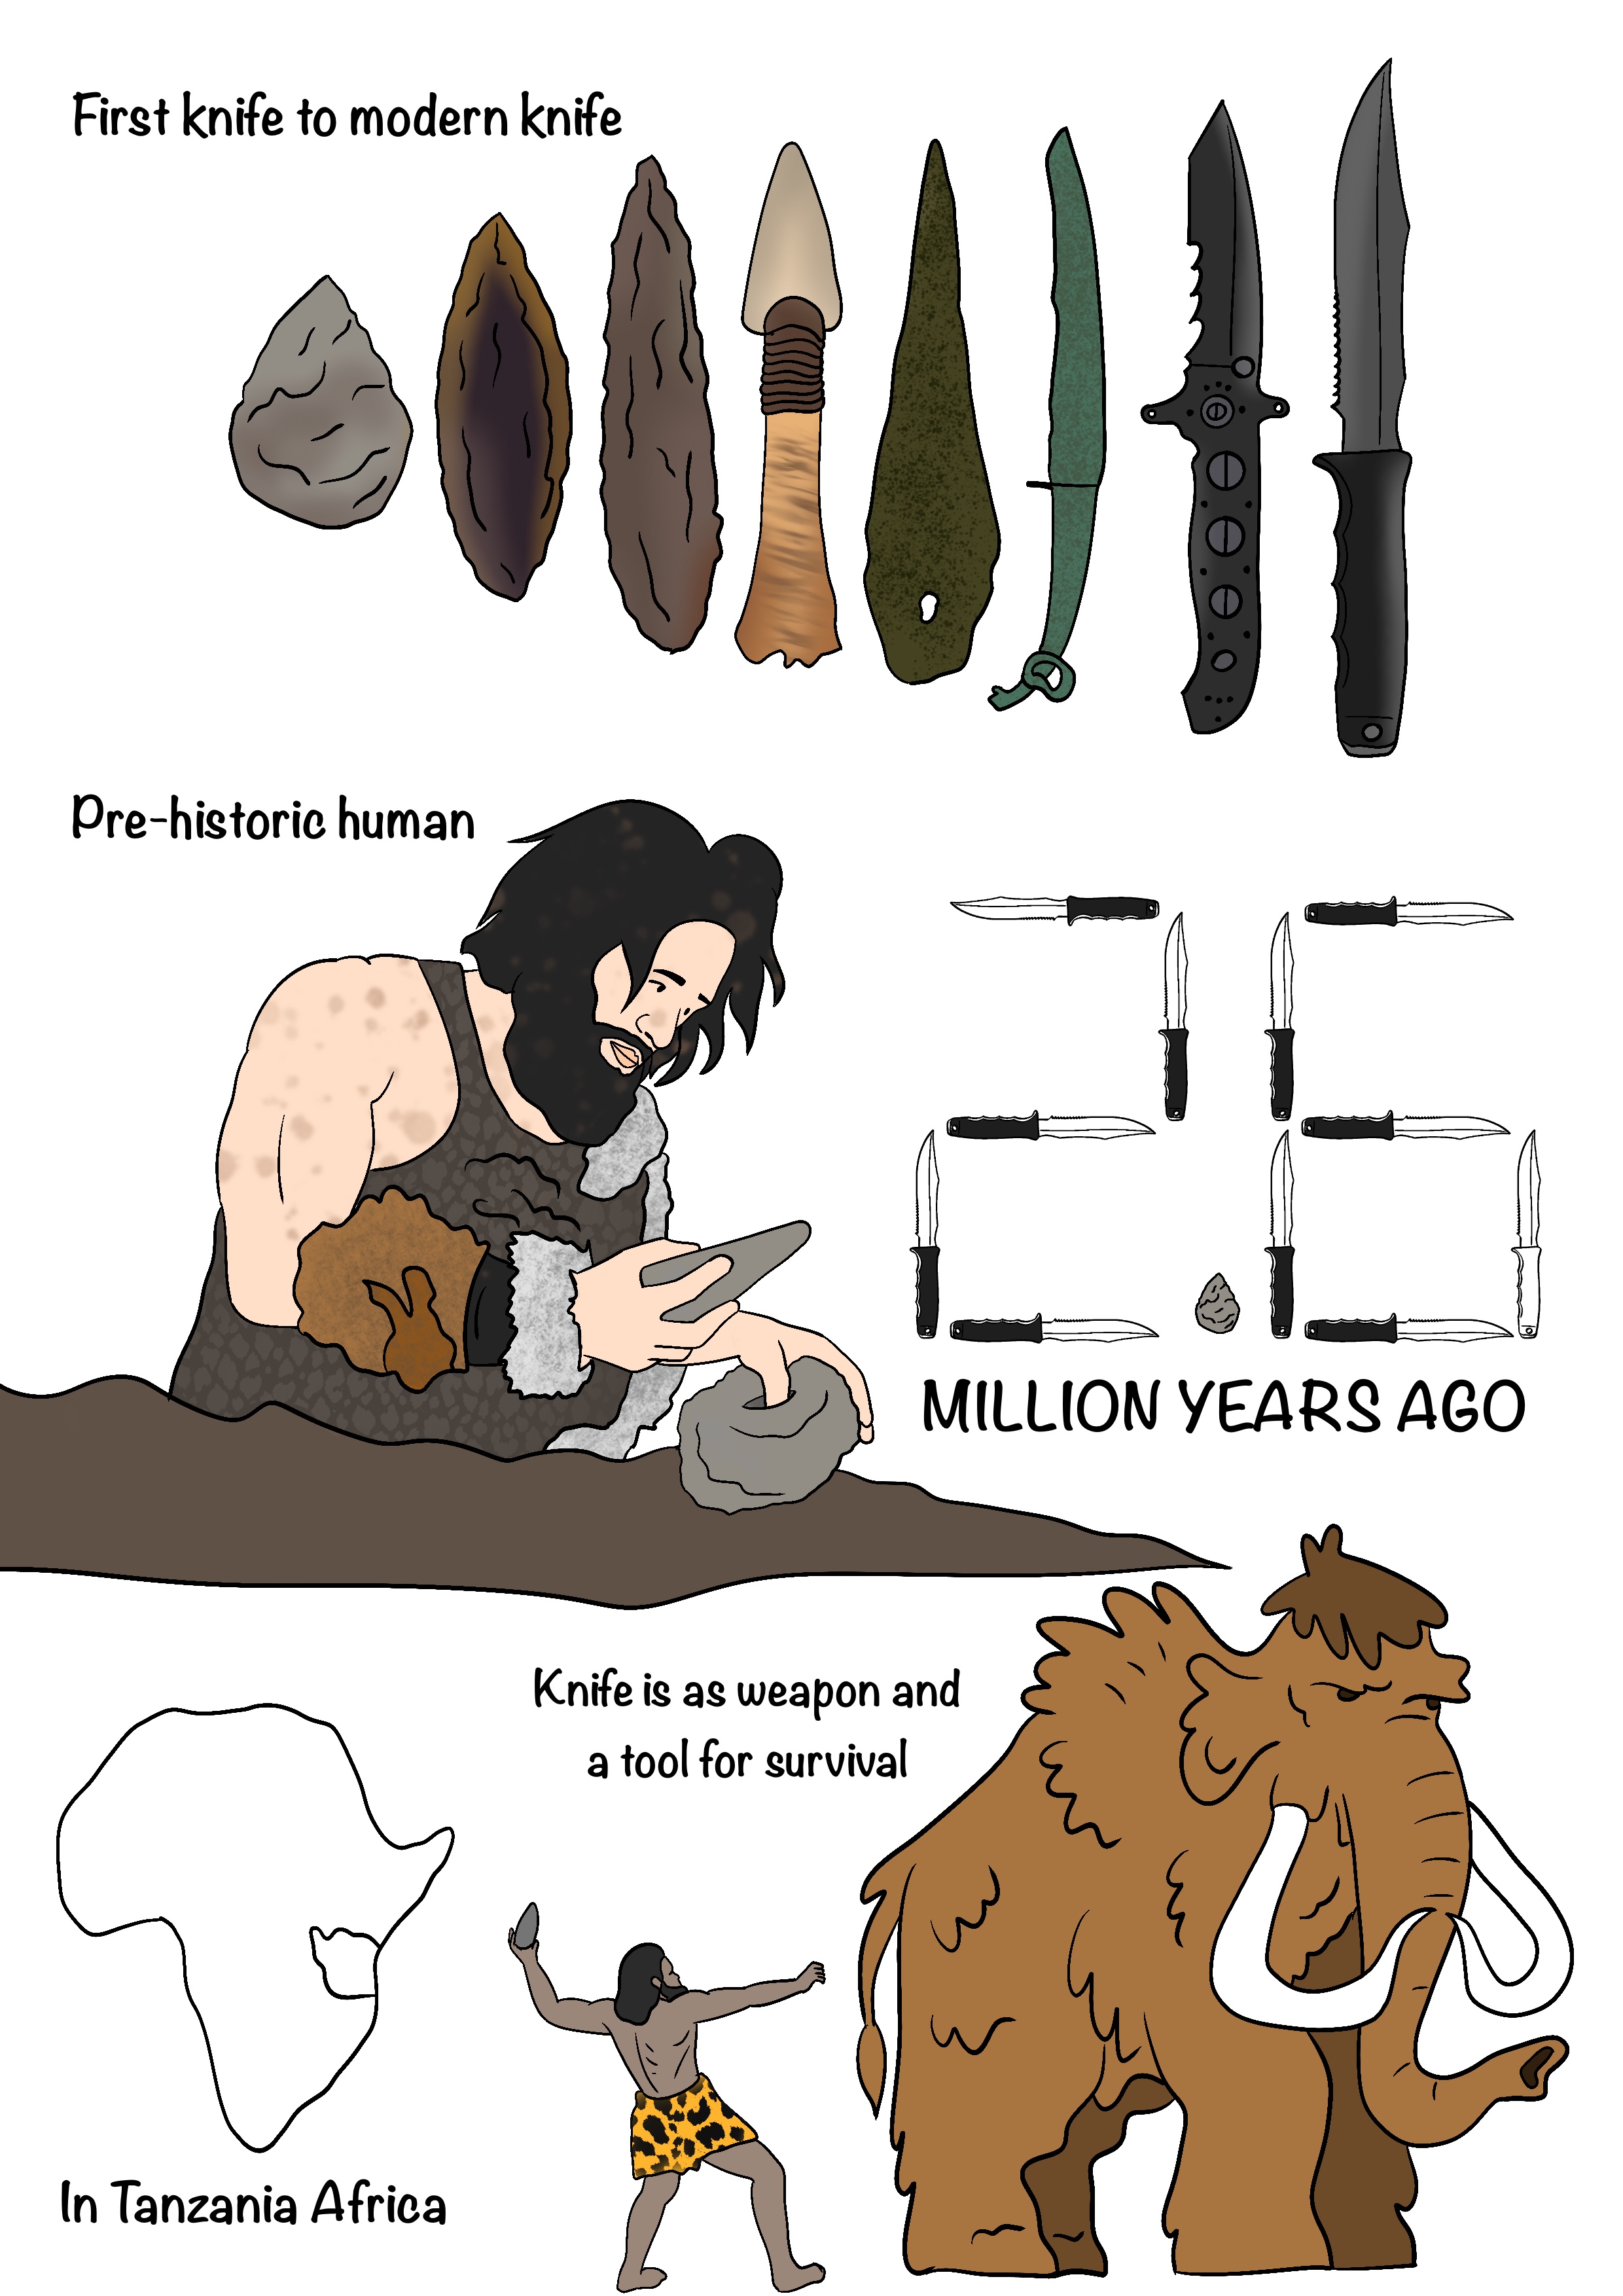 First knife to modern knife
Pre-historic human
2.6
MILLION YEARS AGO
Knife is as weapon and
a tool for survival
In Tanzania Africa